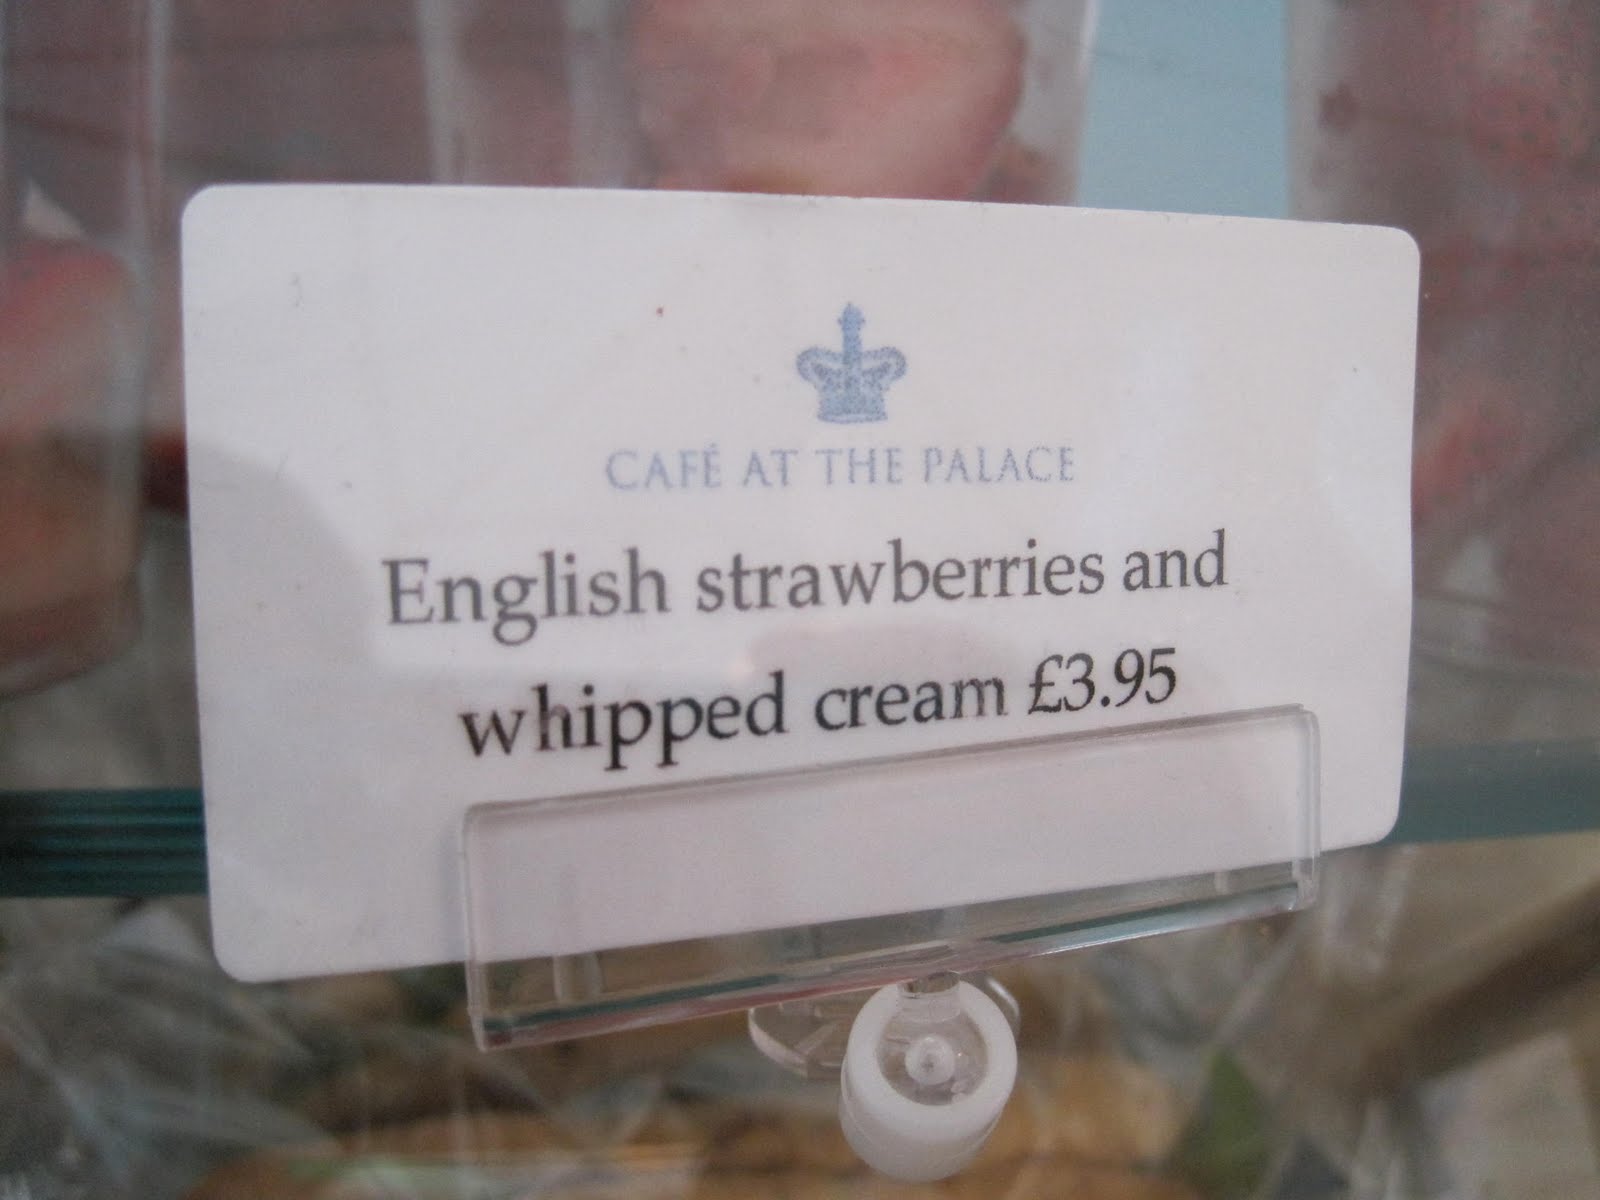 CAFÉ AT THE PALACE
English strawberries and
whipped cream £3.95